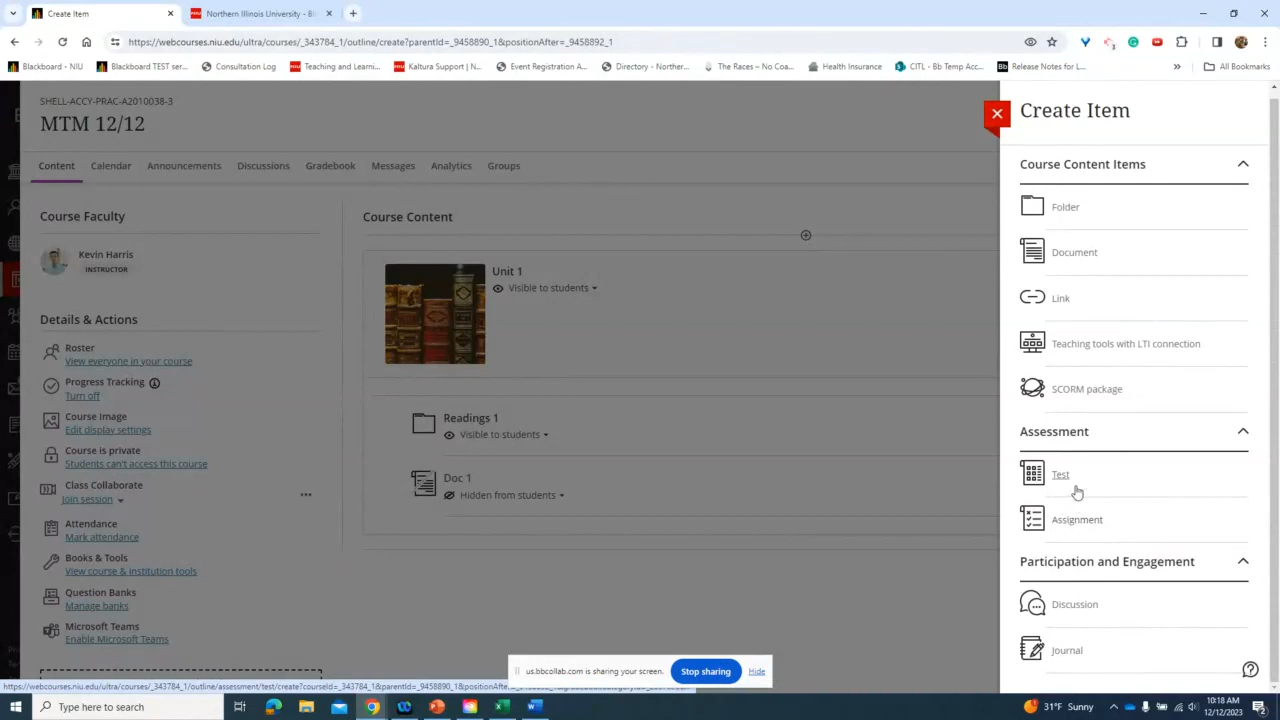 Create Item
Northern Illinois University - Bl
https://webcourses.niu.edu/ultra/courses/_343784_1/outline/create?parentId=_9458890_1&positionAfter=_9458892_1
Blackboard - NIU
Blackboard TEST ser...
Consultation Log
Teaching and Learni...
Kaltura Support | N...
Event Registration A...
Directory - Norther...
The Races – No Coa...
Health Insurance
CITL - Bb Temp Acc...
Release Notes for L...
»
All Bookmarks
SHELL-ACCY-PRAC-A2010038-3
MTM 12/12
Content
Calendar
Announcements
Discussions
Gradebook
Messages
Analytics
Groups
Course Faculty
Kevin Harris
INSTRUCTOR
Details & Actions
Roster
View everyone in your course
Progress Tracking
Turn off
Course Image
Edit display settings
Course is private
Students can't access this course
Class Collaborate
Join session
Attendance
Mark attendance
Books & Tools
View course & institution tools
Question Banks
Manage banks
Microsoft Teams
Enable Microsoft Teams
Course Content
Unit 1
Visible to students
Readings 1
Visible to students
Doc 1
Hidden from students
Create Item
Course Content Items
Folder
Document
Link
Teaching tools with LTI connection
SCORM package
Assessment
Test
Assignment
Participation and Engagement
Discussion
Journal
us.bbcollab.com is sharing your screen.
Stop sharing
Hide
Type here to search
31°F Sunny
10:18 AM
12/12/2023
2